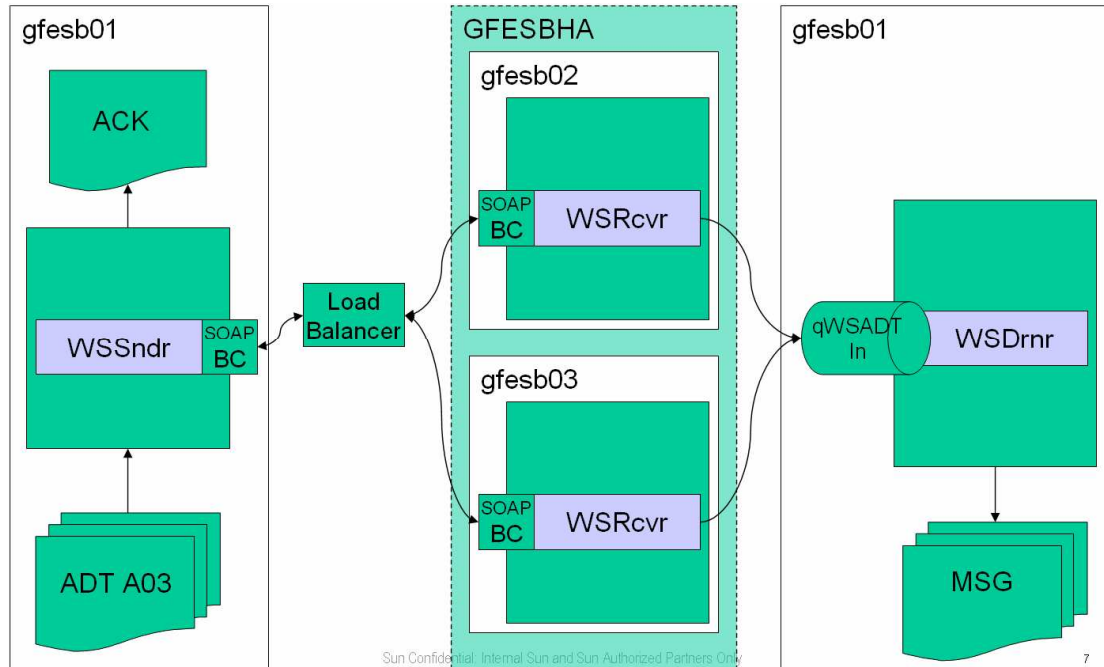 gfesb01
ACK
WSSndr
SOAP
BC
ADT A03
Load
Balancer
GFESBHA
gfesb02
SOAP
BC
WSRcvr
gfesb03
SOAP
BC
WSRcvr
gfesb01
qWSADT
In
WSDrnr
MSG
Sun Confidential: Internal Sun and Sun Authorized Partners Only
7